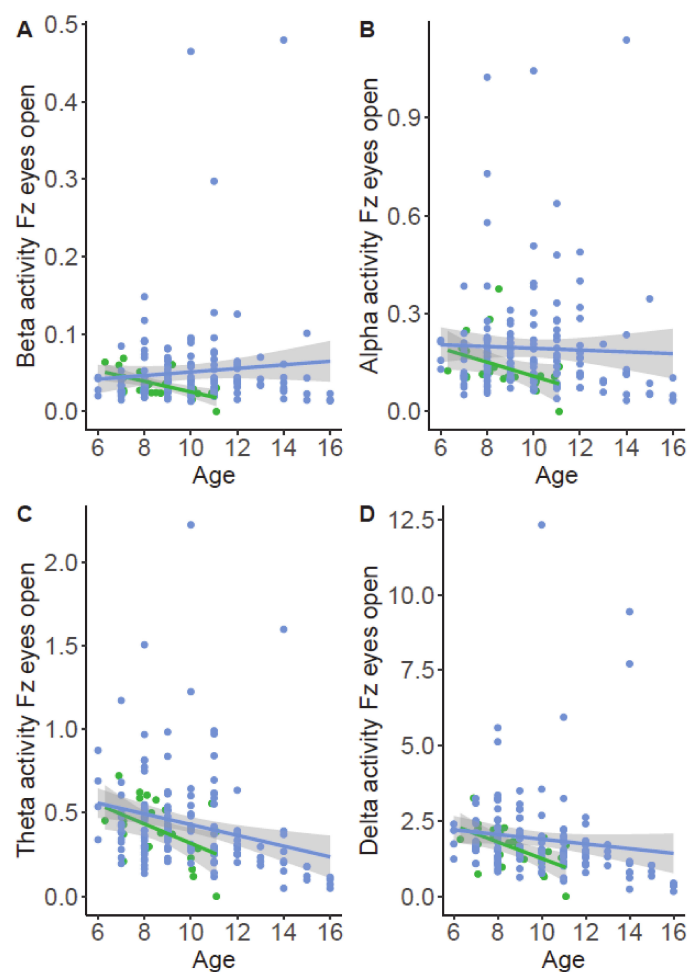 A
Beta activity Fz eyes open
0.5
0.4
0.3
0.2
0.1
0.0
6 8 10 12 14 16
Age
B
Alpha activity Fz eyes open
0.9
0.6
0.3
0.0
6 8 10 12 14 16
Age
C
Theta activity Fz eyes open
2.0
1.5
1.0
0.5
0.0
6 8 10 12 14 16
Age
D
Delta activity Fz eyes open
12.5
10.0
7.5
5.0
2.5
0.0
6 8 10 12 14 16
Age